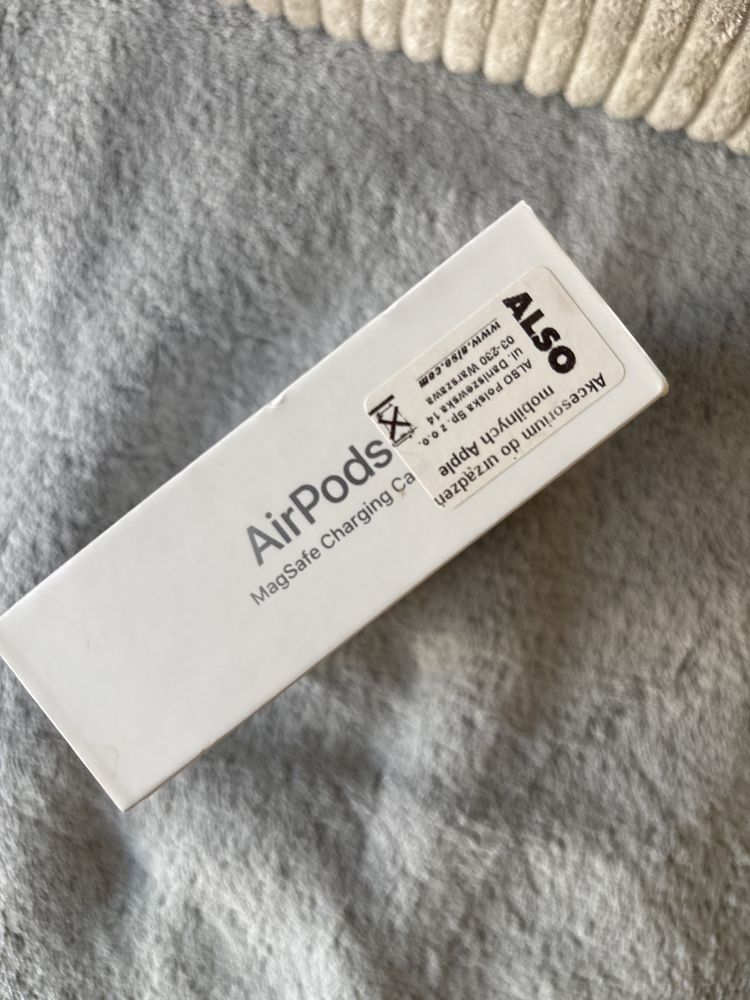 AirPods
MagSafe Charging Ca
ALSO
Akcesorium do urządzeń
mobilnych Apple
ALSO Polska Sp. z o.o.
ul. Daniszewska 14
03-230 Warszawa
www.also.com